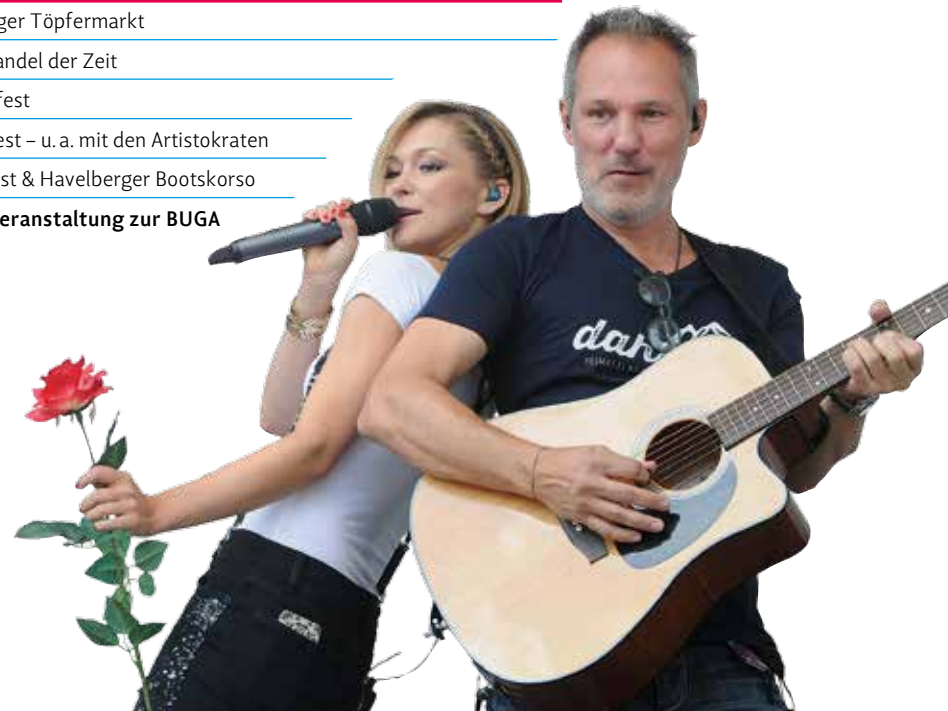 ger Töpfermarkt
andel der Zeit
fest
est – u. a. mit den Artistokraten
st & Havelberger Bootskorso
eranstaltung zur BUGA